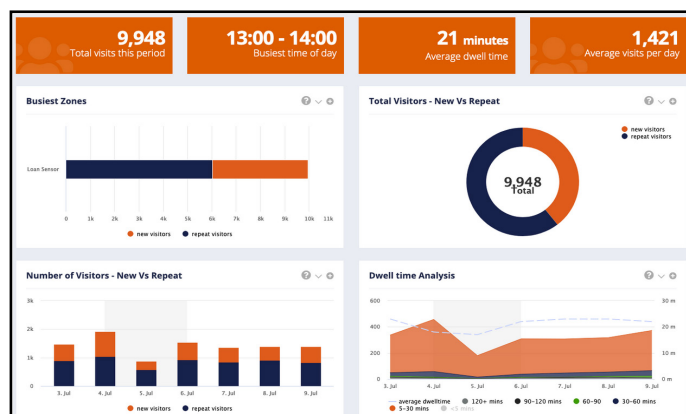 9,948
Total visits this period
13:00 - 14:00
Busiest time of day
21 minutes
Average dwell time
1,421
Average visits per day
Busiest Zones
Loan Sensor
0 1k 2k 3k 4k 5k 6k 7k 8k 9k 10k 11k
new visitors repeat visitors
Total Visitors - New Vs Repeat
new visitors
repeat visitors
9,948
Total
Number of Visitors - New Vs Repeat
3k
2k
1k
0
3. Jul 4. Jul 5. Jul 6. Jul 7. Jul 8. Jul 9. Jul
new visitors repeat visitors
Dwell time Analysis
600 30 m
400 20 m
200 10 m
0 0 m
3. Jul 4. Jul 5. Jul 6. Jul 7. Jul 8. Jul 9. Jul
average dwelltime 120+ mins 90-120 mins 60-90 30-60 mins
5-30 mins <5 mins